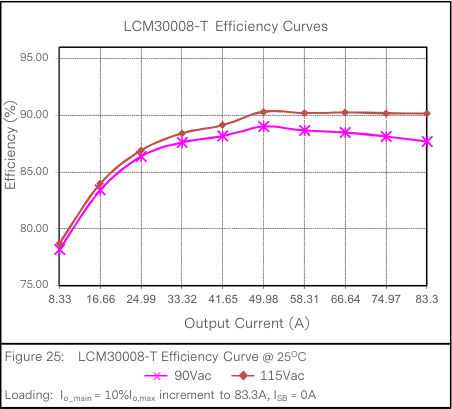 LCM30008-T Efficiency Curves
95.00
90.00
85.00
80.00
75.00
Efficiency (%)
8.33 16.66 24.99 33.32 41.65 49.98 58.31 66.64 74.97 83.3
Output Current (A)
Figure 25: LCM30008-T Efficiency Curve @ 25°C
90Vac 115Vac
Loading: Io_main = 10%Io,max increment to 83.3A, ISB = 0A